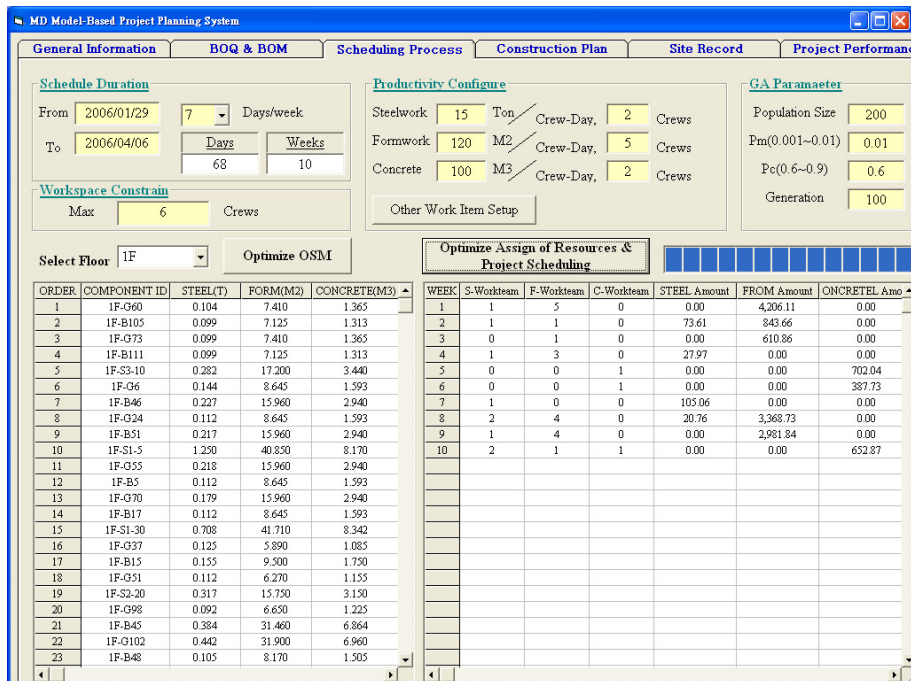 MD Model-Based Project Planning System
General Information BOQ & BOM Scheduling Process Construction Plan Site Record Project Performanc
Schedule Duration Productivity Configure GA Paramaeter
From 2006/01/29 7 Days/week Steelwork 15 Ton/Crew-Day, 2 Crews Population Size 200
To 2006/04/06 Days Weeks Formwork 120 M2/Crew-Day, 5 Crews Pm(0.001~0.01) 0.01
68 10 Concrete 100 M3/Crew-Day, 2 Crews Pc(0.6~0.9) 0.6
Workspace Constrain Generation 100
Max 6 Crews Other Work Item Setup
Select Floor 1F Optimize OSM Optimize Assign of Resources &
Project Scheduling
ORDER COMPONENT ID STEEL(T) FORM(M2) CONCRETE(M3) WEEK S-Workteam F-Workteam C-Workteam STEEL Amount FROM Amount ONCRETEL Amo
1 1F-G60 0.104 7.410 1.365 1 1 5 0 0.00 4,206.11 0.00
2 1F-B105 0.099 7.125 1.313 2 1 1 0 73.61 843.66 0.00
3 1F-G73 0.099 7.410 1.365 3 0 1 0 0.00 610.86 0.00
4 1F-B111 0.099 7.125 1.313 4 1 3 0 27.97 0.00 0.00
5 1F-S3-10 0.282 17.200 3.440 5 0 0 1 0.00 0.00 702.04
6 1F-G6 0.144 8.645 1.593 6 0 0 1 0.00 0.00 387.73
7 1F-B46 0.227 15.960 2.940 7 1 0 0 105.06 0.00 0.00
8 1F-G24 0.112 8.645 1.593 8 2 4 0 20.76 3,368.73 0.00
9 1F-B51 0.217 15.960 2.940 9 1 4 0 0.00 2,981.84 0.00
10 1F-S1-5 1.250 40.850 8.170 10 2 1 1 0.00 0.00 652.87
11 1F-G55 0.218 15.960 2.940
12 1F-B5 0.112 8.645 1.593
13 1F-G70 0.179 15.960 2.940
14 1F-B17 0.112 8.645 1.593
15 1F-S1-30 0.708 41.710 8.342
16 1F-G37 0.125 5.890 1.085
17 1F-B15 0.155 9.500 1.750
18 1F-G51 0.112 6.270 1.155
19 1F-S2-20 0.317 15.750 3.150
20 1F-G98 0.092 6.650 1.225
21 1F-B45 0.384 31.460 6.864
22 1F-G102 0.442 31.900 6.960
23 1F-B48 0.105 8.170 1.505